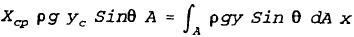 X_cp ρg y_c Sinθ A = ∫_A ρgy Sin θ dA x